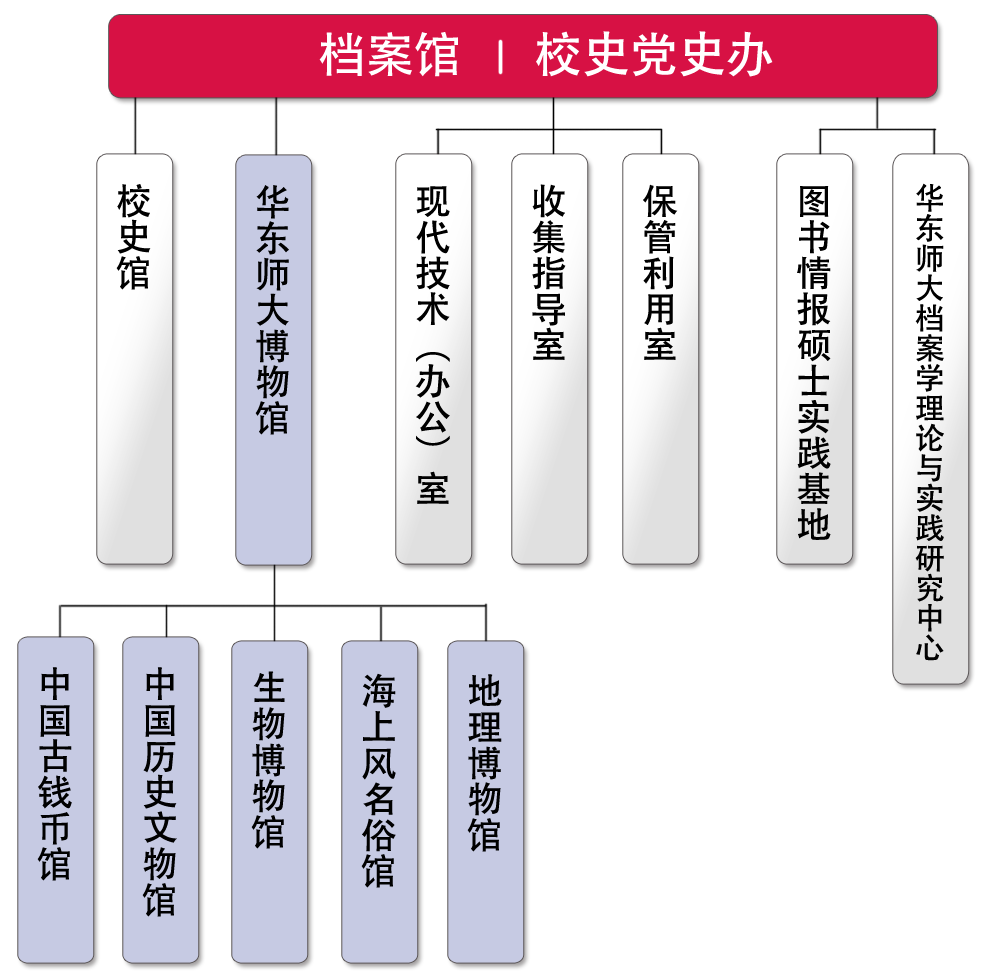 档案馆 | 校史党史办
校史馆
华东师大博物馆
现代技术（办公）室
收集指导室
保管利用室
图书情报硕士实践基地
华东师大档案学理论与实践研究中心
中国古钱币馆
中国历史文物馆
生物博物馆
海上风名俗馆
地理博物馆